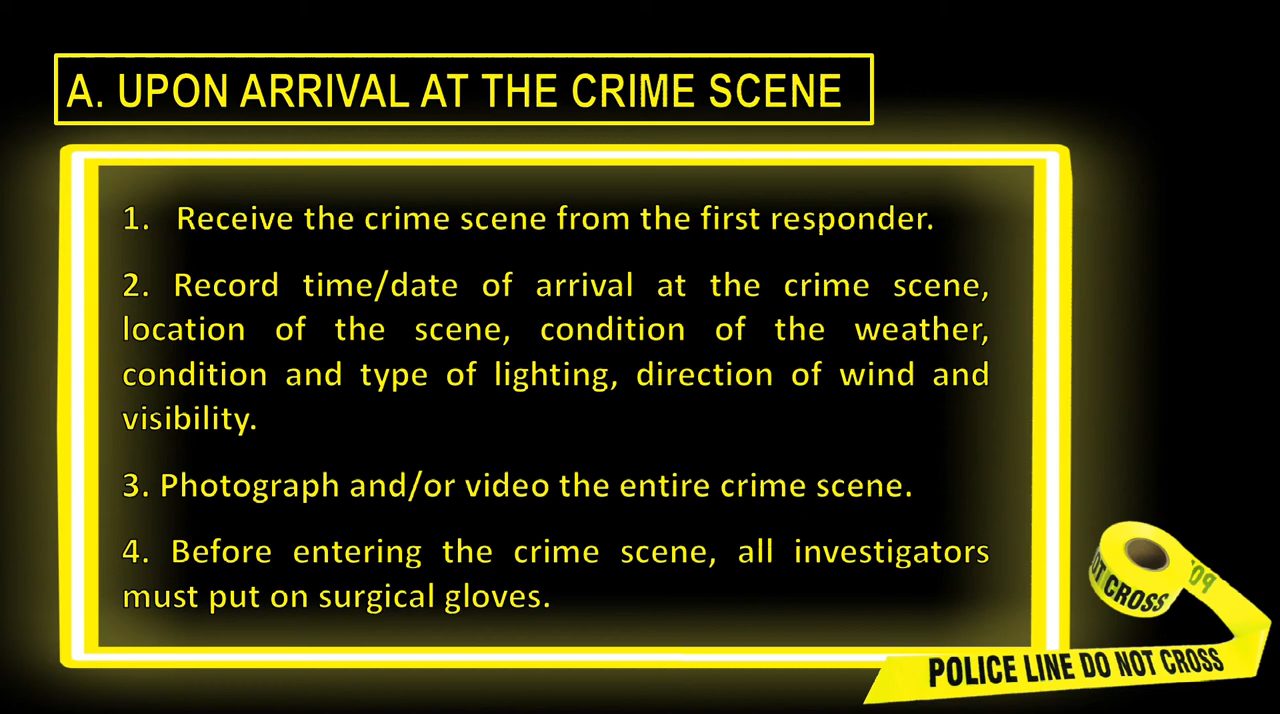 A. UPON ARRIVAL AT THE CRIME SCENE
1. Receive the crime scene from the first responder.
2. Record time/date of arrival at the crime scene,
location of the scene, condition of the weather,
condition and type of lighting, direction of wind and
visibility.
3. Photograph and/or video the entire crime scene.
4. Before entering the crime scene, all investigators
must put on surgical gloves.
OT CROSS PO
POLICE LINE DO NOT CROSS